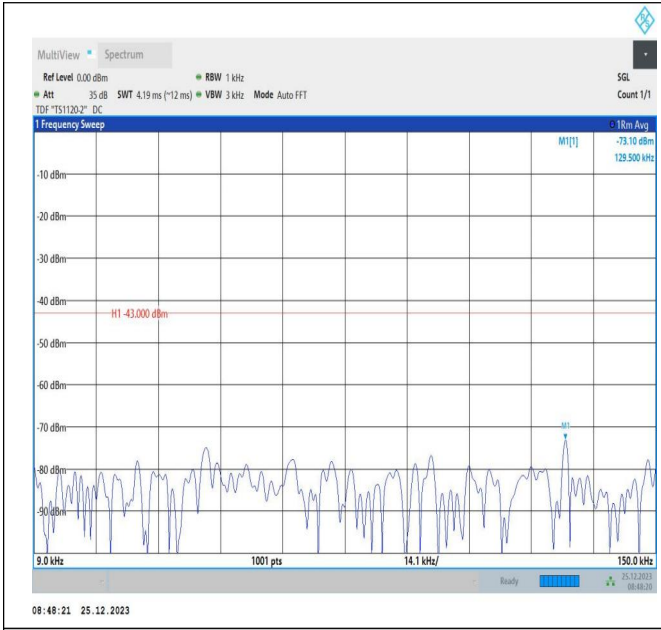 MultiView Spectrum
Ref Level 0.00 dBm RBW 1 kHz SGL
Att 35 dB SWT 4.19 ms (~12 ms) VBW 3 kHz Mode Auto FFT Count 1/1
TDF "TS1120-2" DC
1 Frequency Sweep 1Rm Avg
M1[1] -73.10 dBm
129.500 kHz
-10 dBm
-20 dBm
-30 dBm
-40 dBm
H1 -43.000 dBm
-50 dBm
-60 dBm
-70 dBm
M1
-80 dBm
-90 dBm
9.0 kHz 1001 pts 14.1 kHz/ 150.0 kHz
Ready 25.12.2023
08:48:20
08:48:21 25.12.2023